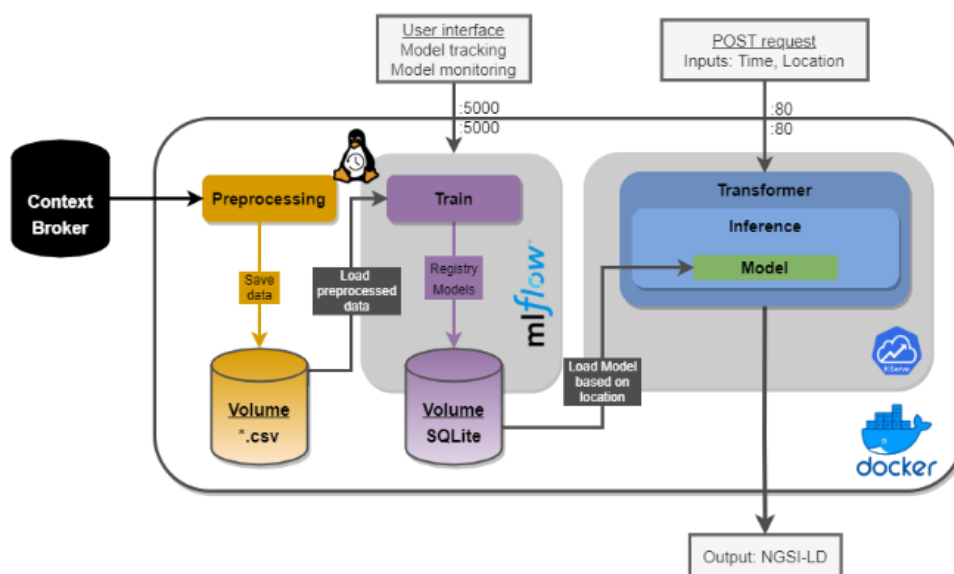 User interface
Model tracking
Model monitoring
POST request
Inputs: Time, Location
:5000
:5000
:80
:80
Context
Broker
Preprocessing
Train
Transformer
Inference
Model
Save
data
Load
preprocessed
data
Registry
Models
mlflow
Load Model
based on
location
KServe
Volume
*.csv
Volume
SQLite
docker
Output: NGSI-LD